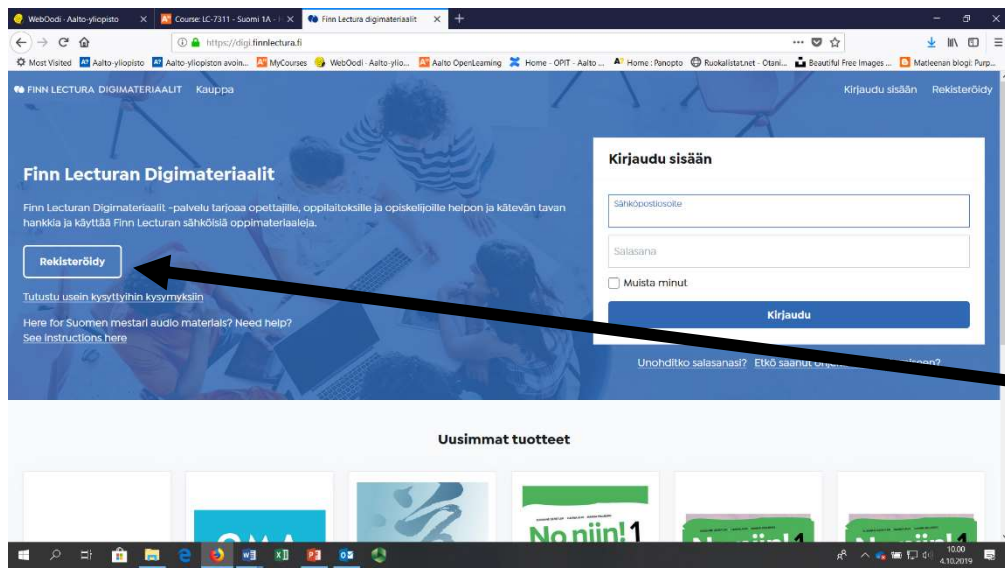 WebOodi - Aalto-yliopisto
Course: LC-7311 - Suomi 1A - 
Finn Lectura digimateriaalit
https://digi.finnlectura.fi
Most Visited Aalto-yliopisto Aalto-yliopiston avoin... MyCourses WebOodi - Aalto-ylio... Aalto OpenLearning Home - OPIT - Aalto ... Home : Panopto Ruokalistat.net - Otani... Beautiful Free Images ... Matleenan blogi: Purp...
FINN LECTURA DIGIMATERIAALIT Kauppa Kirjaudu sisään Rekisteröidy
Finn Lecturan Digimateriaalit
Finn Lecturan Digimateriaalit -palvelu tarjoaa opettajille, oppilaitoksille ja opiskelijoille helpon ja kätevän tavan
hankkia ja käyttää Finn Lecturan sähköisiä oppimateriaaleja.
Rekisteröidy
Tutustu usein kysyttyihin kysymyksiin
Here for Suomen mestari audio materials? Need help?
See instructions here
Kirjaudu sisään
Sähköpostiosoite
Salasana
Muista minut
Kirjaudu
Unohditko salasanasi? Etkö saanut
Uusimmat tuotteet
OMA
No niin! 1
10.00
4.10.2019